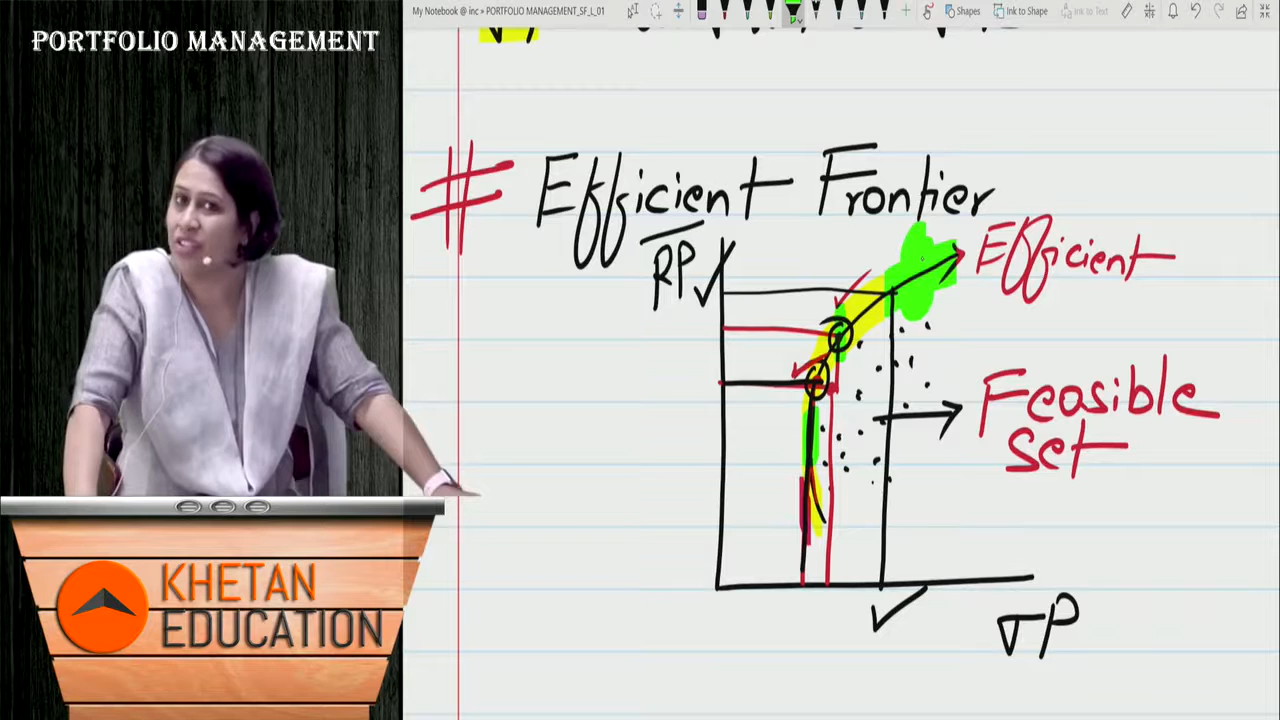 PORTFOLIO MANAGEMENT
My Notebook @ inc » PORTFOLIO MANAGEMENT_SF_L_01
Shapes
Ink to Shape
Ink to Text
# Efficient Frontier
RP
Efficient
Feasible
set
σP
KHETAN
EDUCATION